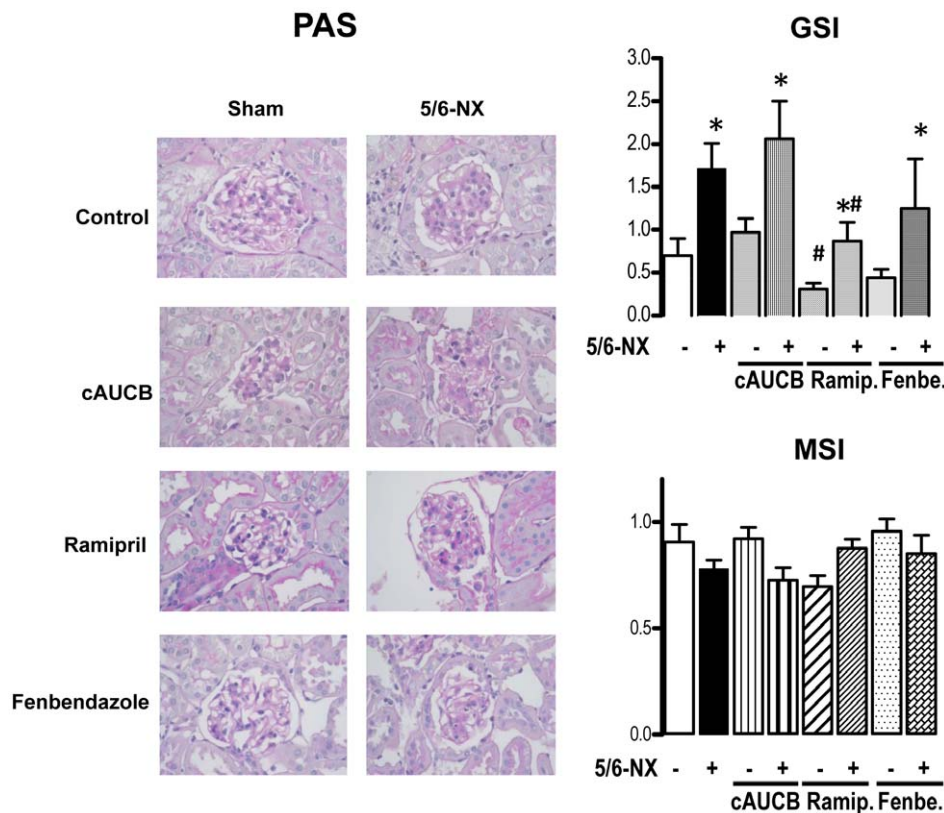 PAS
Sham 5/6-NX
Control
cAUCB
Ramipril
Fenbendazole
GSI
3.0
2.5
2.0
1.5
1.0
0.5
0.0
* * # *# *
5/6-NX - + - + - + - +
cAUCB Ramip. Fenbe.
MSI
1.0
0.5
0.0
5/6-NX - + - + - + - +
cAUCB Ramip. Fenbe.